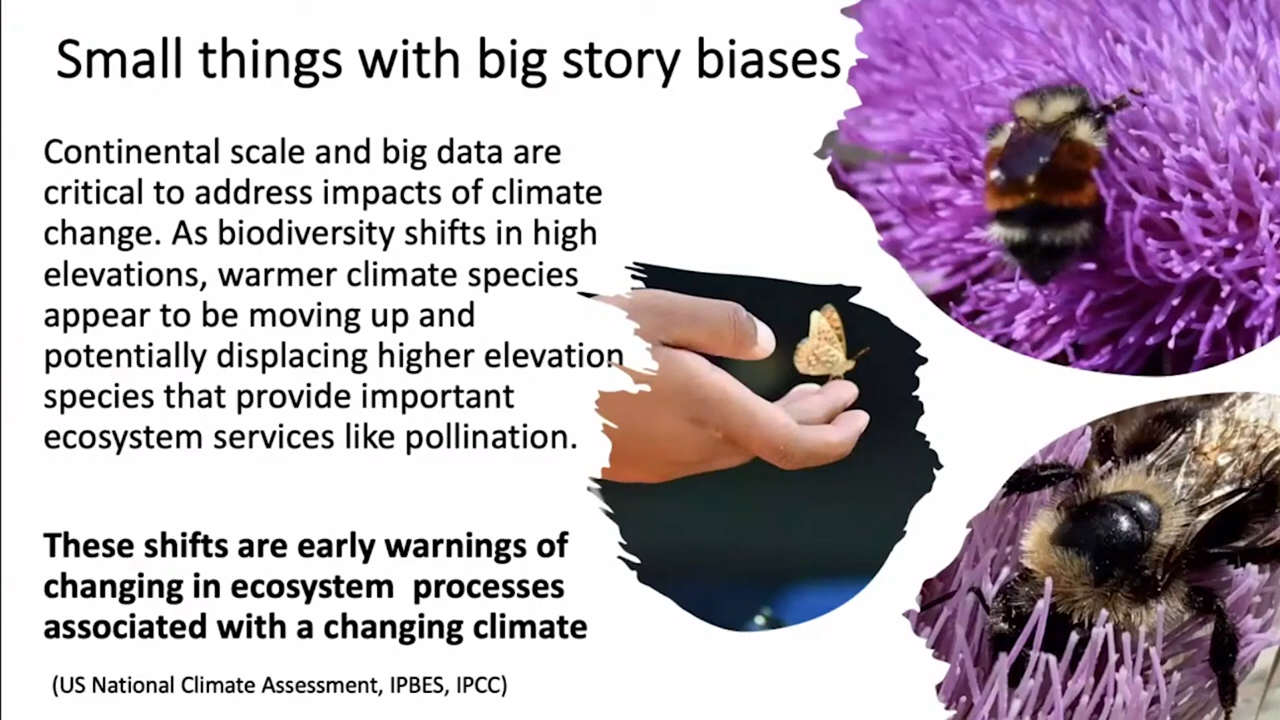 Small things with big story biases
Continental scale and big data are
critical to address impacts of climate
change. As biodiversity shifts in high
elevations, warmer climate species
appear to be moving up and
potentially displacing higher elevation
species that provide important
ecosystem services like pollination.
These shifts are early warnings of
changing in ecosystem  processes
associated with a changing climate
(US National Climate Assessment, IPBES, IPCC)